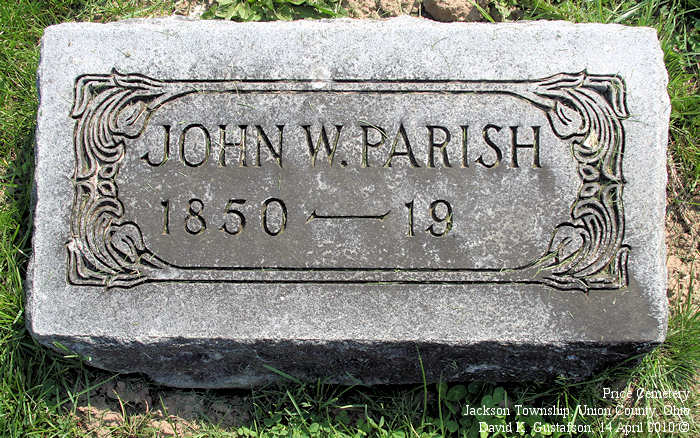 JOHN W. PARISH
1850 — 19
Price Cemetery
Jackson Township, Union County, Ohio
David K. Gustafson, 14 April 2010 ©